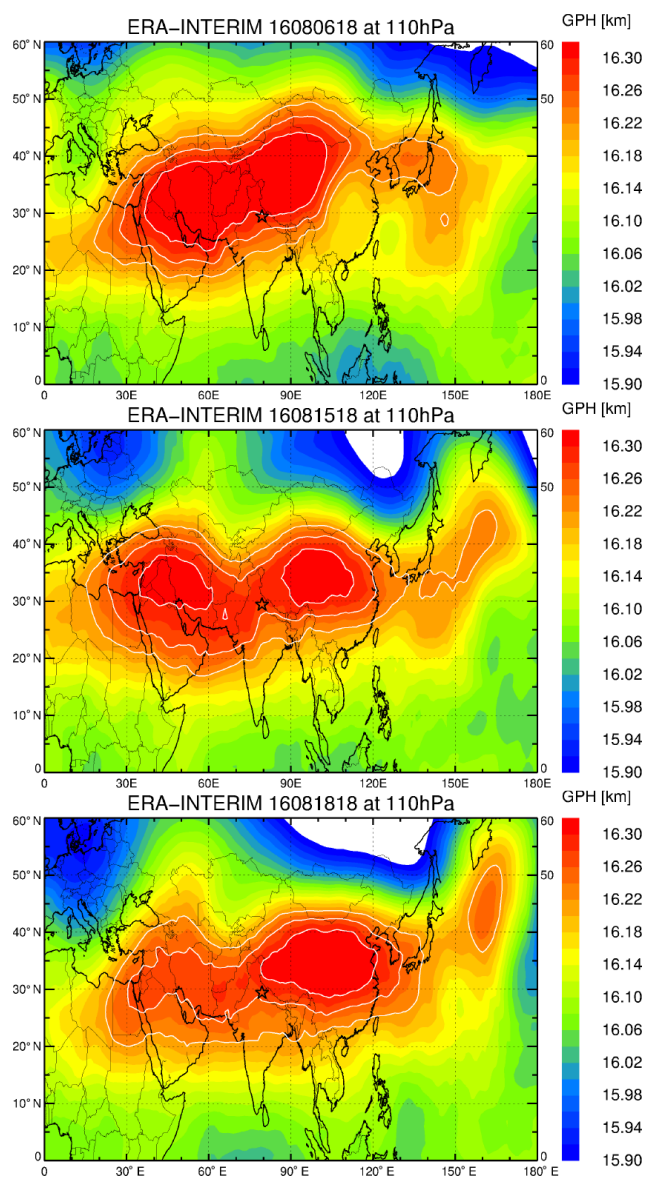 ERA−INTERIM 16080618 at 110hPa
GPH [km]
60° N
50° N
40° N
30° N
20° N
10° N
0
60
50
0
0
30E
60E
90E
120E
150E
180E
16.30
16.26
16.22
16.18
16.14
16.10
16.06
16.02
15.98
15.94
15.90
ERA−INTERIM 16081518 at 110hPa
GPH [km]
60° N
50° N
40° N
30° N
20° N
10° N
0
60
50
0
0
30E
60E
90E
120E
150E
180E
16.30
16.26
16.22
16.18
16.14
16.10
16.06
16.02
15.98
15.94
15.90
ERA−INTERIM 16081818 at 110hPa
GPH [km]
60° N
50° N
40° N
30° N
20° N
10° N
0
60
50
0
0
30° E
60° E
90° E
120° E
150° E
180° E
16.30
16.26
16.22
16.18
16.14
16.10
16.06
16.02
15.98
15.94
15.90